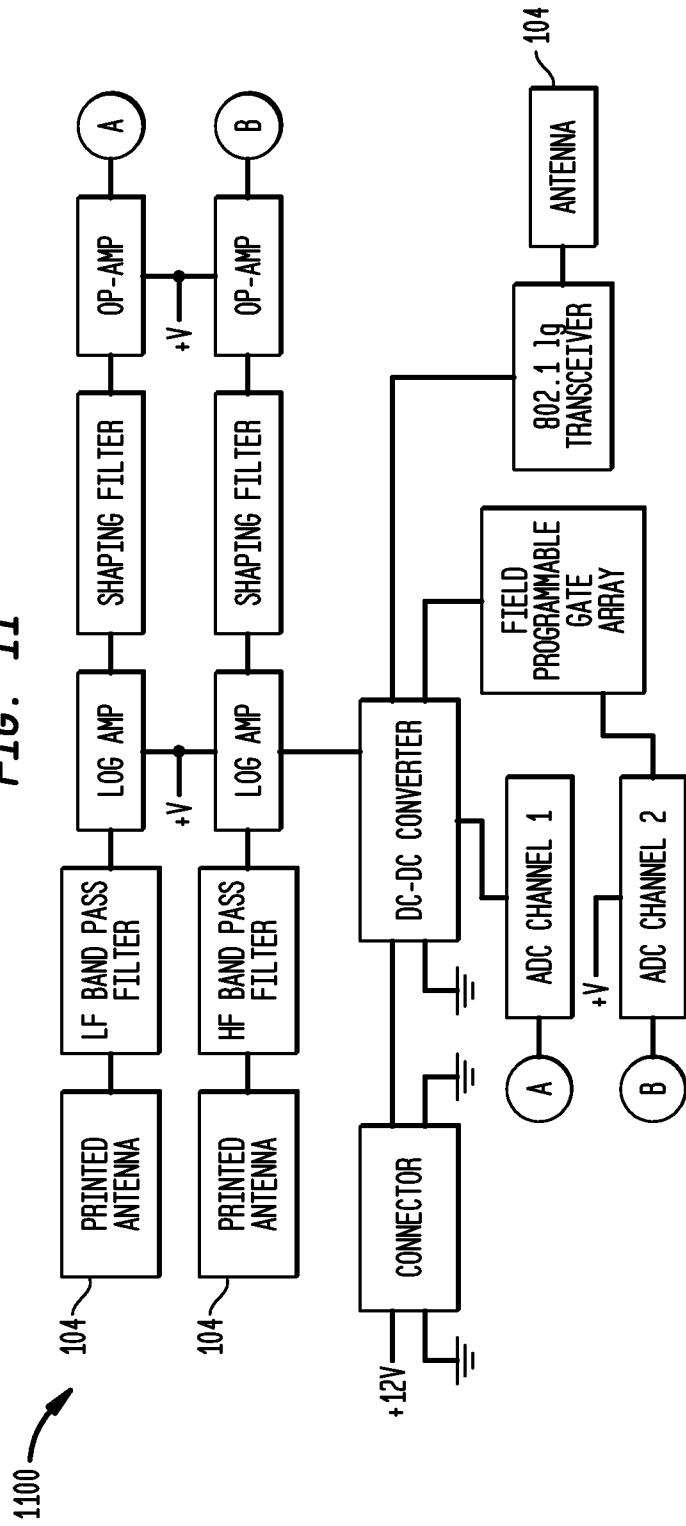 FIG. 11
1100
104
PRINTED
ANTENNA
LF BAND PASS
FILTER
LOG AMP
SHAPING FILTER
OP-AMP
A
+V
+V
104
PRINTED
ANTENNA
HF BAND PASS
FILTER
LOG AMP
SHAPING FILTER
OP-AMP
B
+12V
CONNECTOR
DC-DC CONVERTER
802.1 1g
TRANSCEIVER
ANTENNA
104
FIELD
PROGRAMMABLE
GATE
ARRAY
A
ADC CHANNEL 1
+V
B
ADC CHANNEL 2